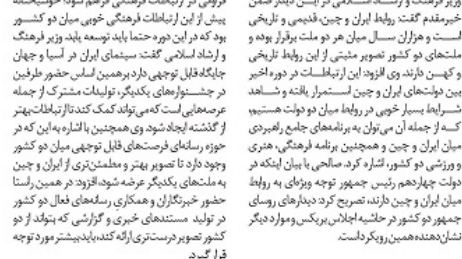 وزیر فرهنگ و ارشاد اسلامی در این دیدار ضمن
خیرمقدم گفت: روابط ایران و چین، قدیمی و تاریخی
است و هزاران سال میان هر دو ملت برقرار بوده و
ملت‌های دو کشور تصویر مثبتی از این روابط تاریخی
و کهن دارند. وی افزود: این ارتباطات در دوره اخیر
بین دولت‌های ایران و چین استمرار یافته و شاهد
شرایط بسیار خوبی در روابط میان دو دولت هستیم،
که از جمله آن می‌توان به برنامه‌های جامع راهبردی
میان ایران و چین و همچنین برنامه فرهنگی، هنری
و ورزشی دو کشور، اشاره کرد. صالحی با بیان اینکه در
دولت چهاردهم رئیس جمهور توجه ویژه‌ای به روابط
میان ایران و چین دارند، تصریح کرد: دیدارهای روسای
جمهور دو کشور در حاشیه اجلاس بریکس و موارد دیگر
نشان‌دهنده همین رویکرد است.
فراوانی در ارتباطات فرهنگی فراهم شود؛ خوشبختانه
پیش از این ارتباطات فرهنگی خوبی میان دو کشور
بود که در این دوره حتما باید توسعه یابد. وزیر فرهنگ
و ارشاد اسلامی گفت: سینمای ایران در آسیا و جهان
جایگاه قابل توجهی دارد برهمین اساس حضور طرفین
در جشنواره‌های یکدیگر، تولیدات مشترک از جمله
عرصه‌هایی است که می‌تواند کمک کند تا ارتباطات بهتر
از گذشته ایجاد شود. وی همچنین با اشاره به این که در
حوزه رسانه‌ای فرصت‌های قابل توجهی میان دو کشور
وجود دارد تا تصویر بهتر و مطمئن‌تری از ایران و چین
به ملت‌های یکدیگر عرضه شود، افزود: در همین راستا
حضور خبرنگاران و همکاری رسانه‌های فعال دو کشور
در تولید مستندهای خبری و گزارشی که بتواند از دو
کشور تصویر درست‌تری ارائه کند، باید بیشتر مورد توجه
قرار گیرد.